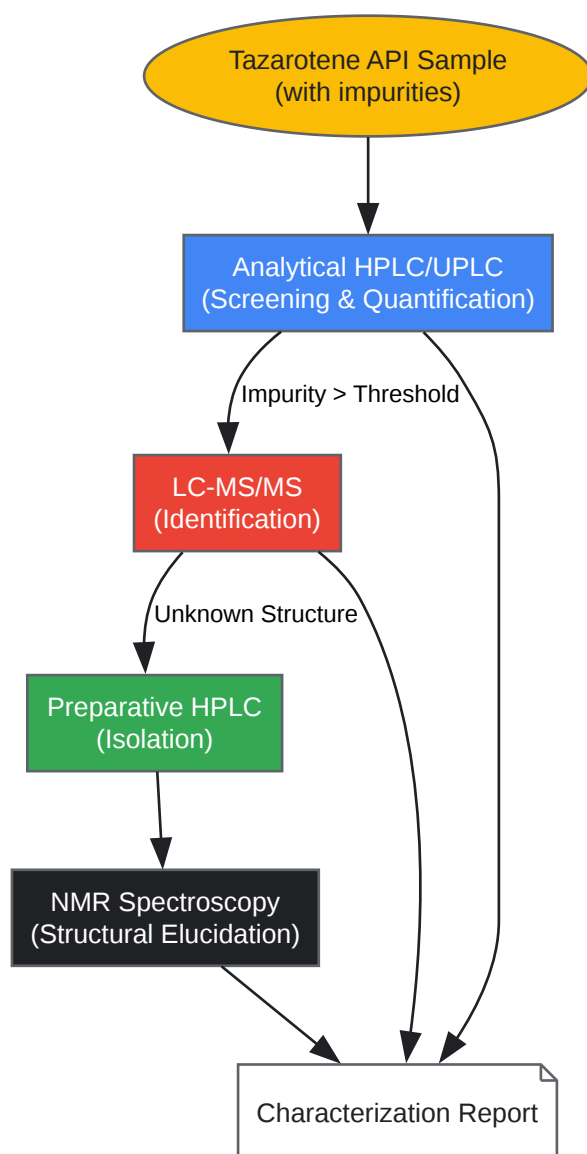 Tazarotene API Sample
(with impurities)
Analytical HPLC/UPLC
(Screening & Quantification)
Impurity > Threshold
LC-MS/MS
(Identification)
Unknown Structure
Preparative HPLC
(Isolation)
NMR Spectroscopy
(Structural Elucidation)
Characterization Report